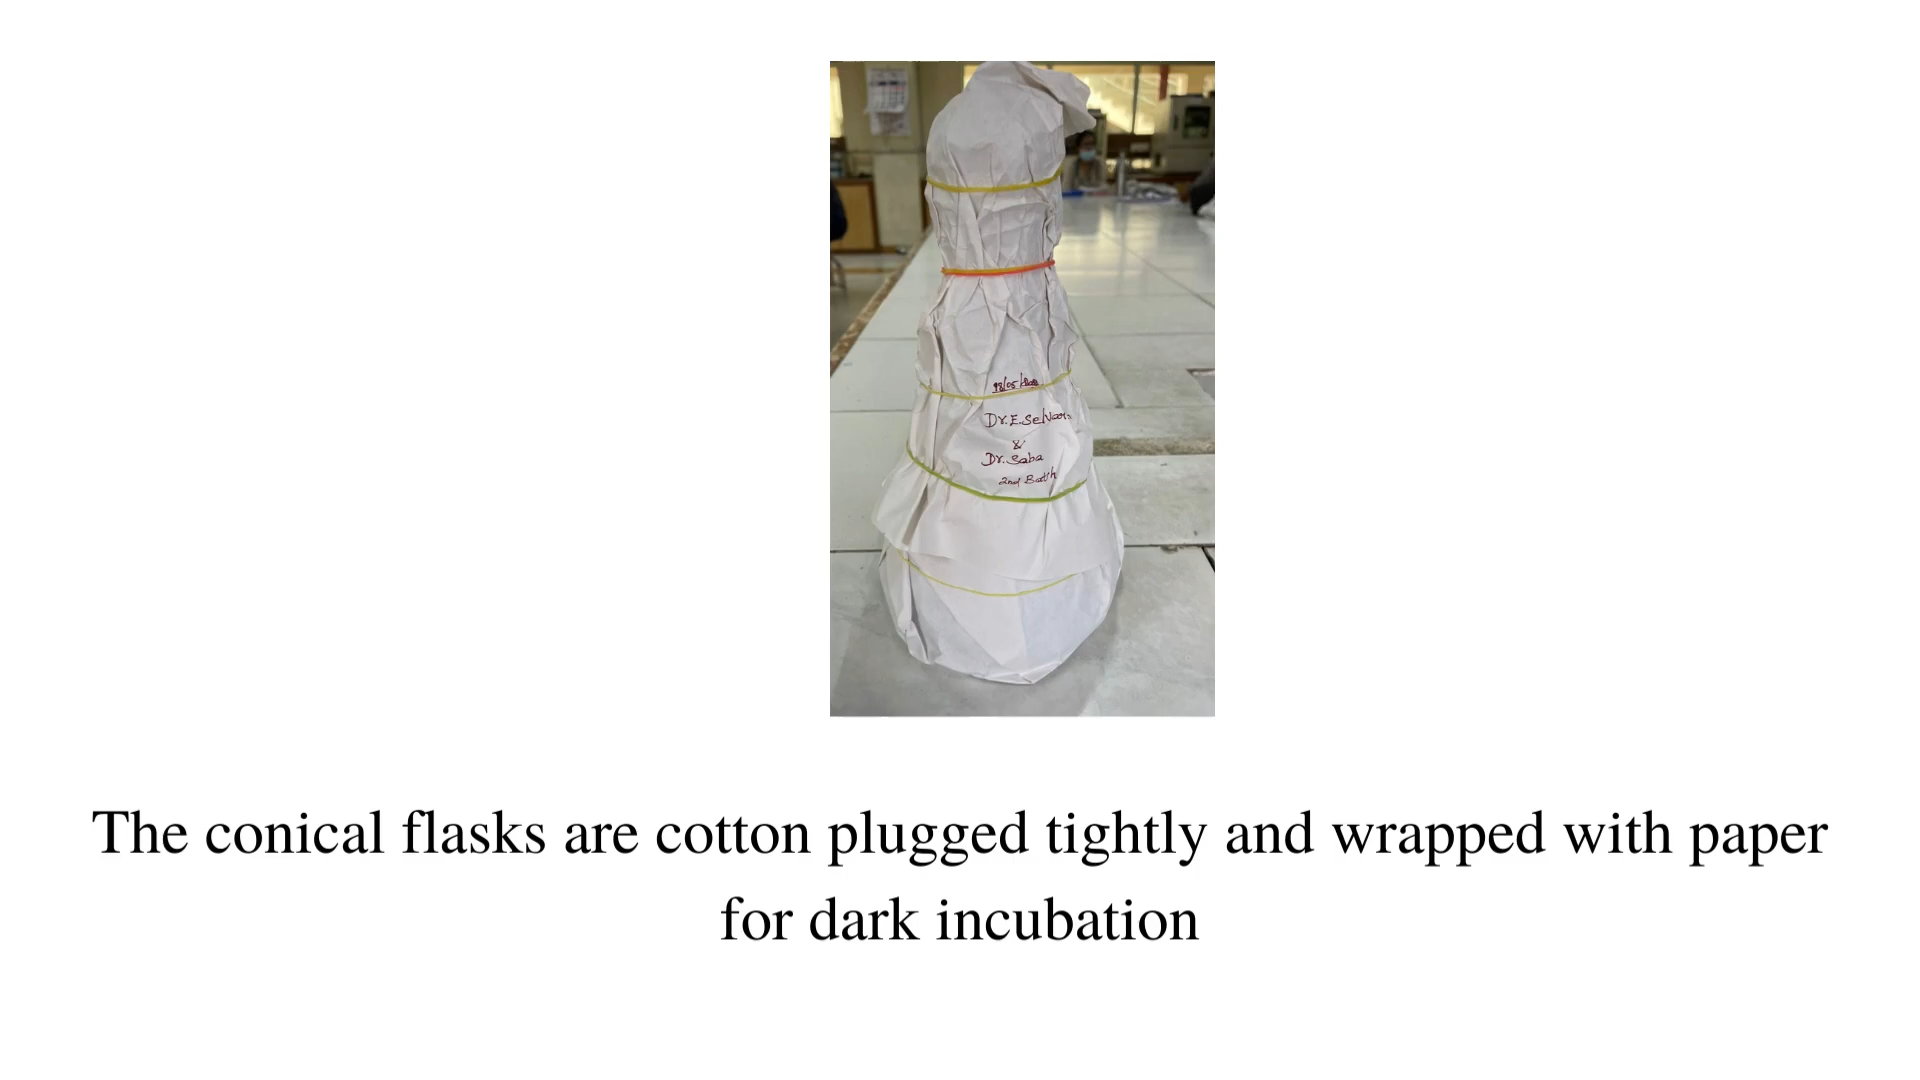 Dr. E. Selvar
&
Dr. Saba
2nd Batch
The conical flasks are cotton plugged tightly and wrapped with paper
for dark incubation